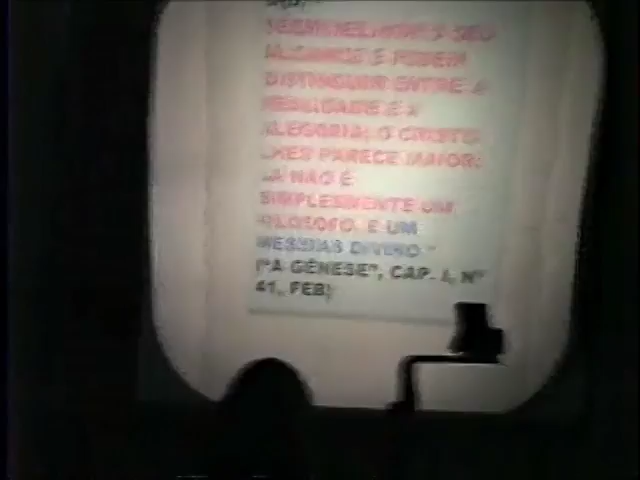 SEU
ALCANCE E PODEM
DISTINGUIR ENTRE A
REALIDADE E A
ALEGORIA; O CRISTO
LHES PARECE MAIOR:
JÁ NÃO É
SIMPLESMENTE UM
FILÓSOFO, É UM
MESSIAS DIVINO."
("A GÊNESE", CAP. I, Nº
41, FEB)